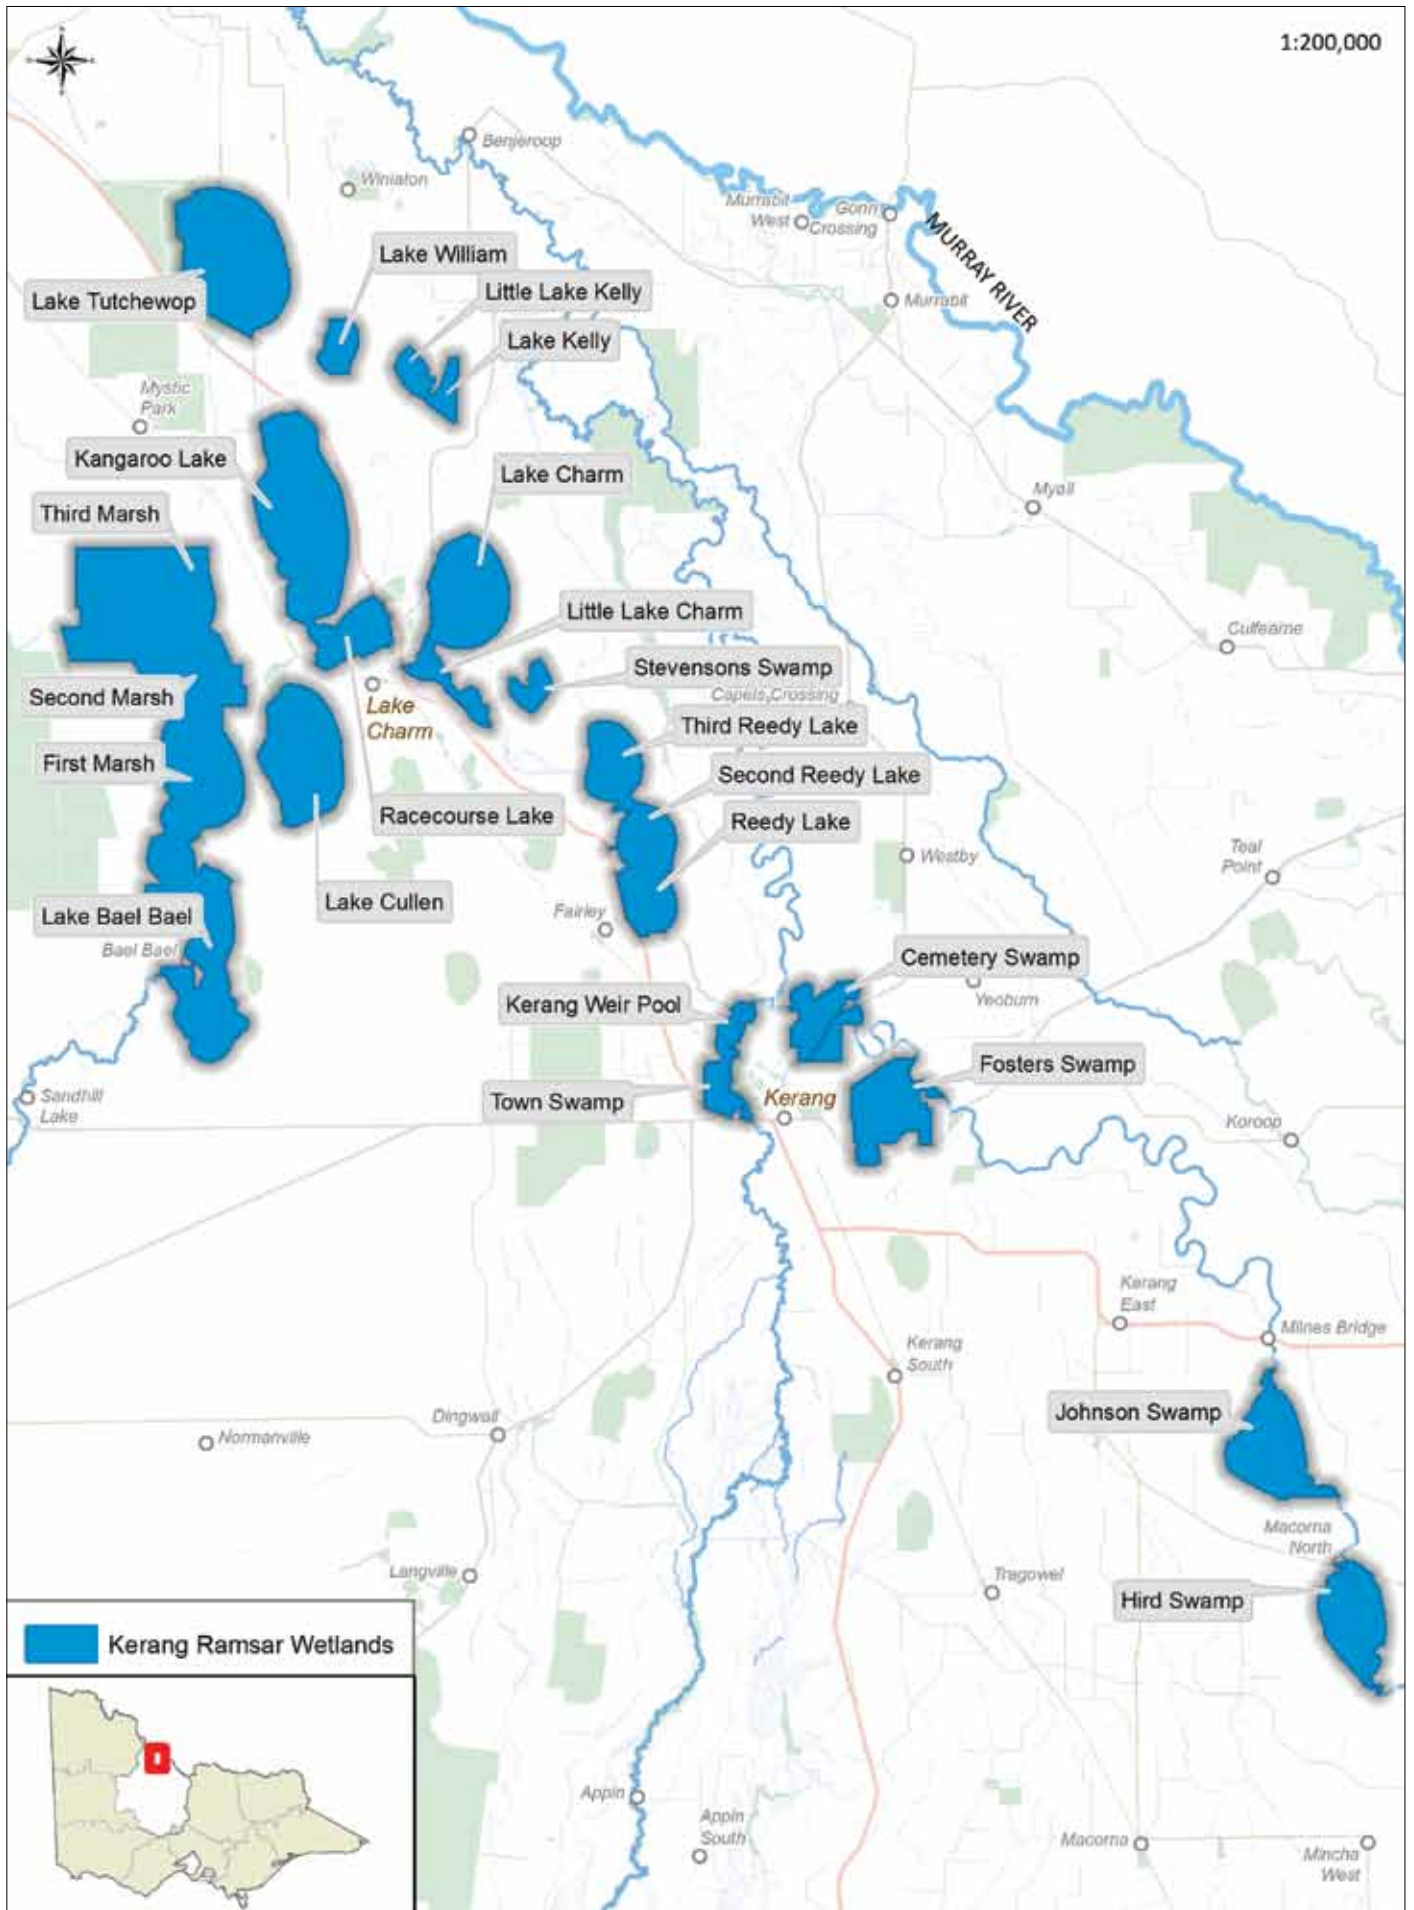 1:200,000
Benjeroop
Winlaton
Murrabit
West
Gonn
Crossing
MURRAY RIVER
Lake William
Little Lake Kelly
Lake Tutchewop
Murrabit
Lake Kelly
Mystic
Park
Kangaroo Lake
Lake Charm
Myall
Third Marsh
Little Lake Charm
Culfearne
Stevensons Swamp
Second Marsh
Capels Crossing
Lake
Charm
Third Reedy Lake
First Marsh
Second Reedy Lake
Racecourse Lake
Reedy Lake
Westby
Teal
Point
Lake Cullen
Lake Bael Bael
Fairley
Bael Bael
Cemetery Swamp
Kerang Weir Pool
Yeoburn
Fosters Swamp
Sandhill
Lake
Town Swamp
Kerang
Koroop
Kerang
East
Milnes Bridge
Kerang
South
Johnson Swamp
Dingwall
Normanville
Macorna
North
Langville
Tragowel
Hird Swamp
Kerang Ramsar Wetlands
Appin
Appin
South
Macorna
Mincha
West